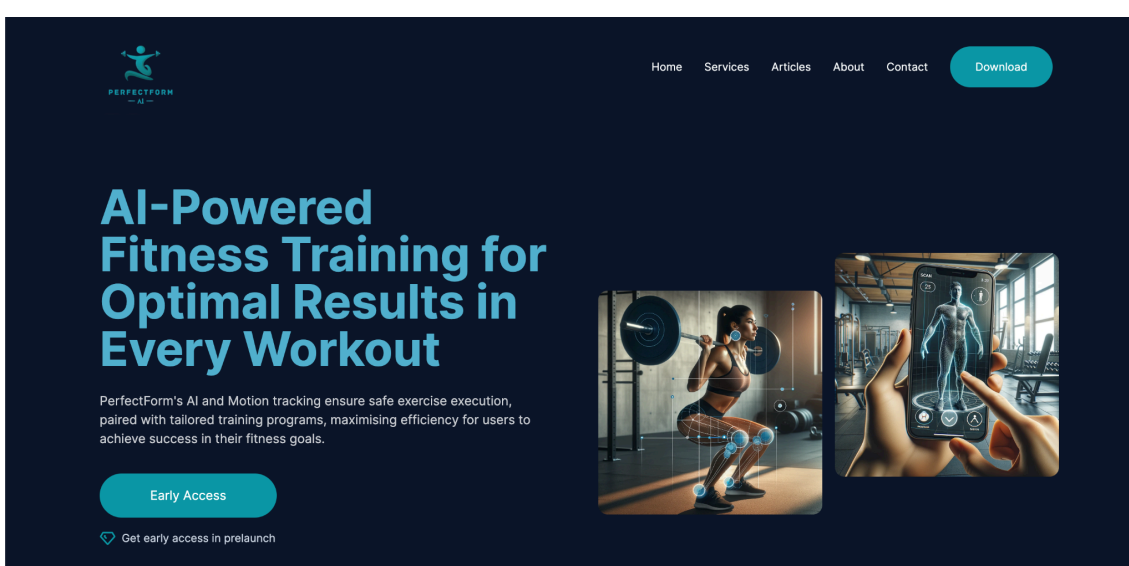 PERFECTFORM
— AI —
Home Services Articles About Contact Download
AI-Powered
Fitness Training for
Optimal Results in
Every Workout
PerfectForm's AI and Motion tracking ensure safe exercise execution,
paired with tailored training programs, maximising efficiency for users to
achieve success in their fitness goals.
Early Access
Get early access in prelaunch
SCAN
25